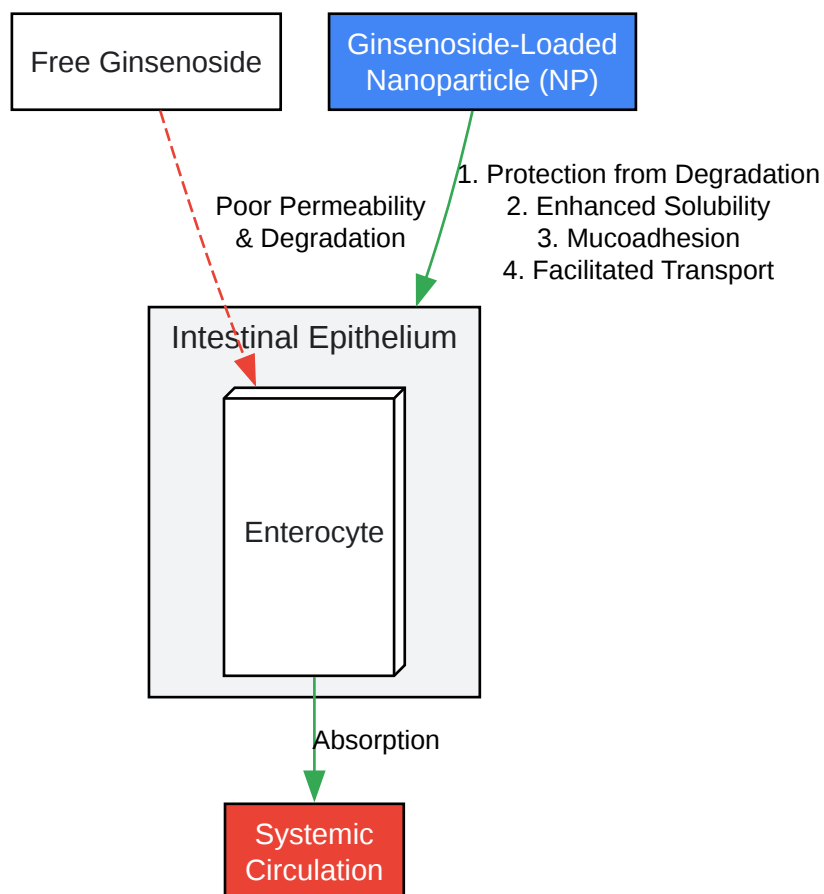 Free Ginsenoside
Ginsenoside-Loaded
Nanoparticle (NP)
Poor Permeability
& Degradation
1. Protection from Degradation
2. Enhanced Solubility
3. Mucoadhesion
4. Facilitated Transport
Intestinal Epithelium
Enterocyte
Absorption
Systemic
Circulation